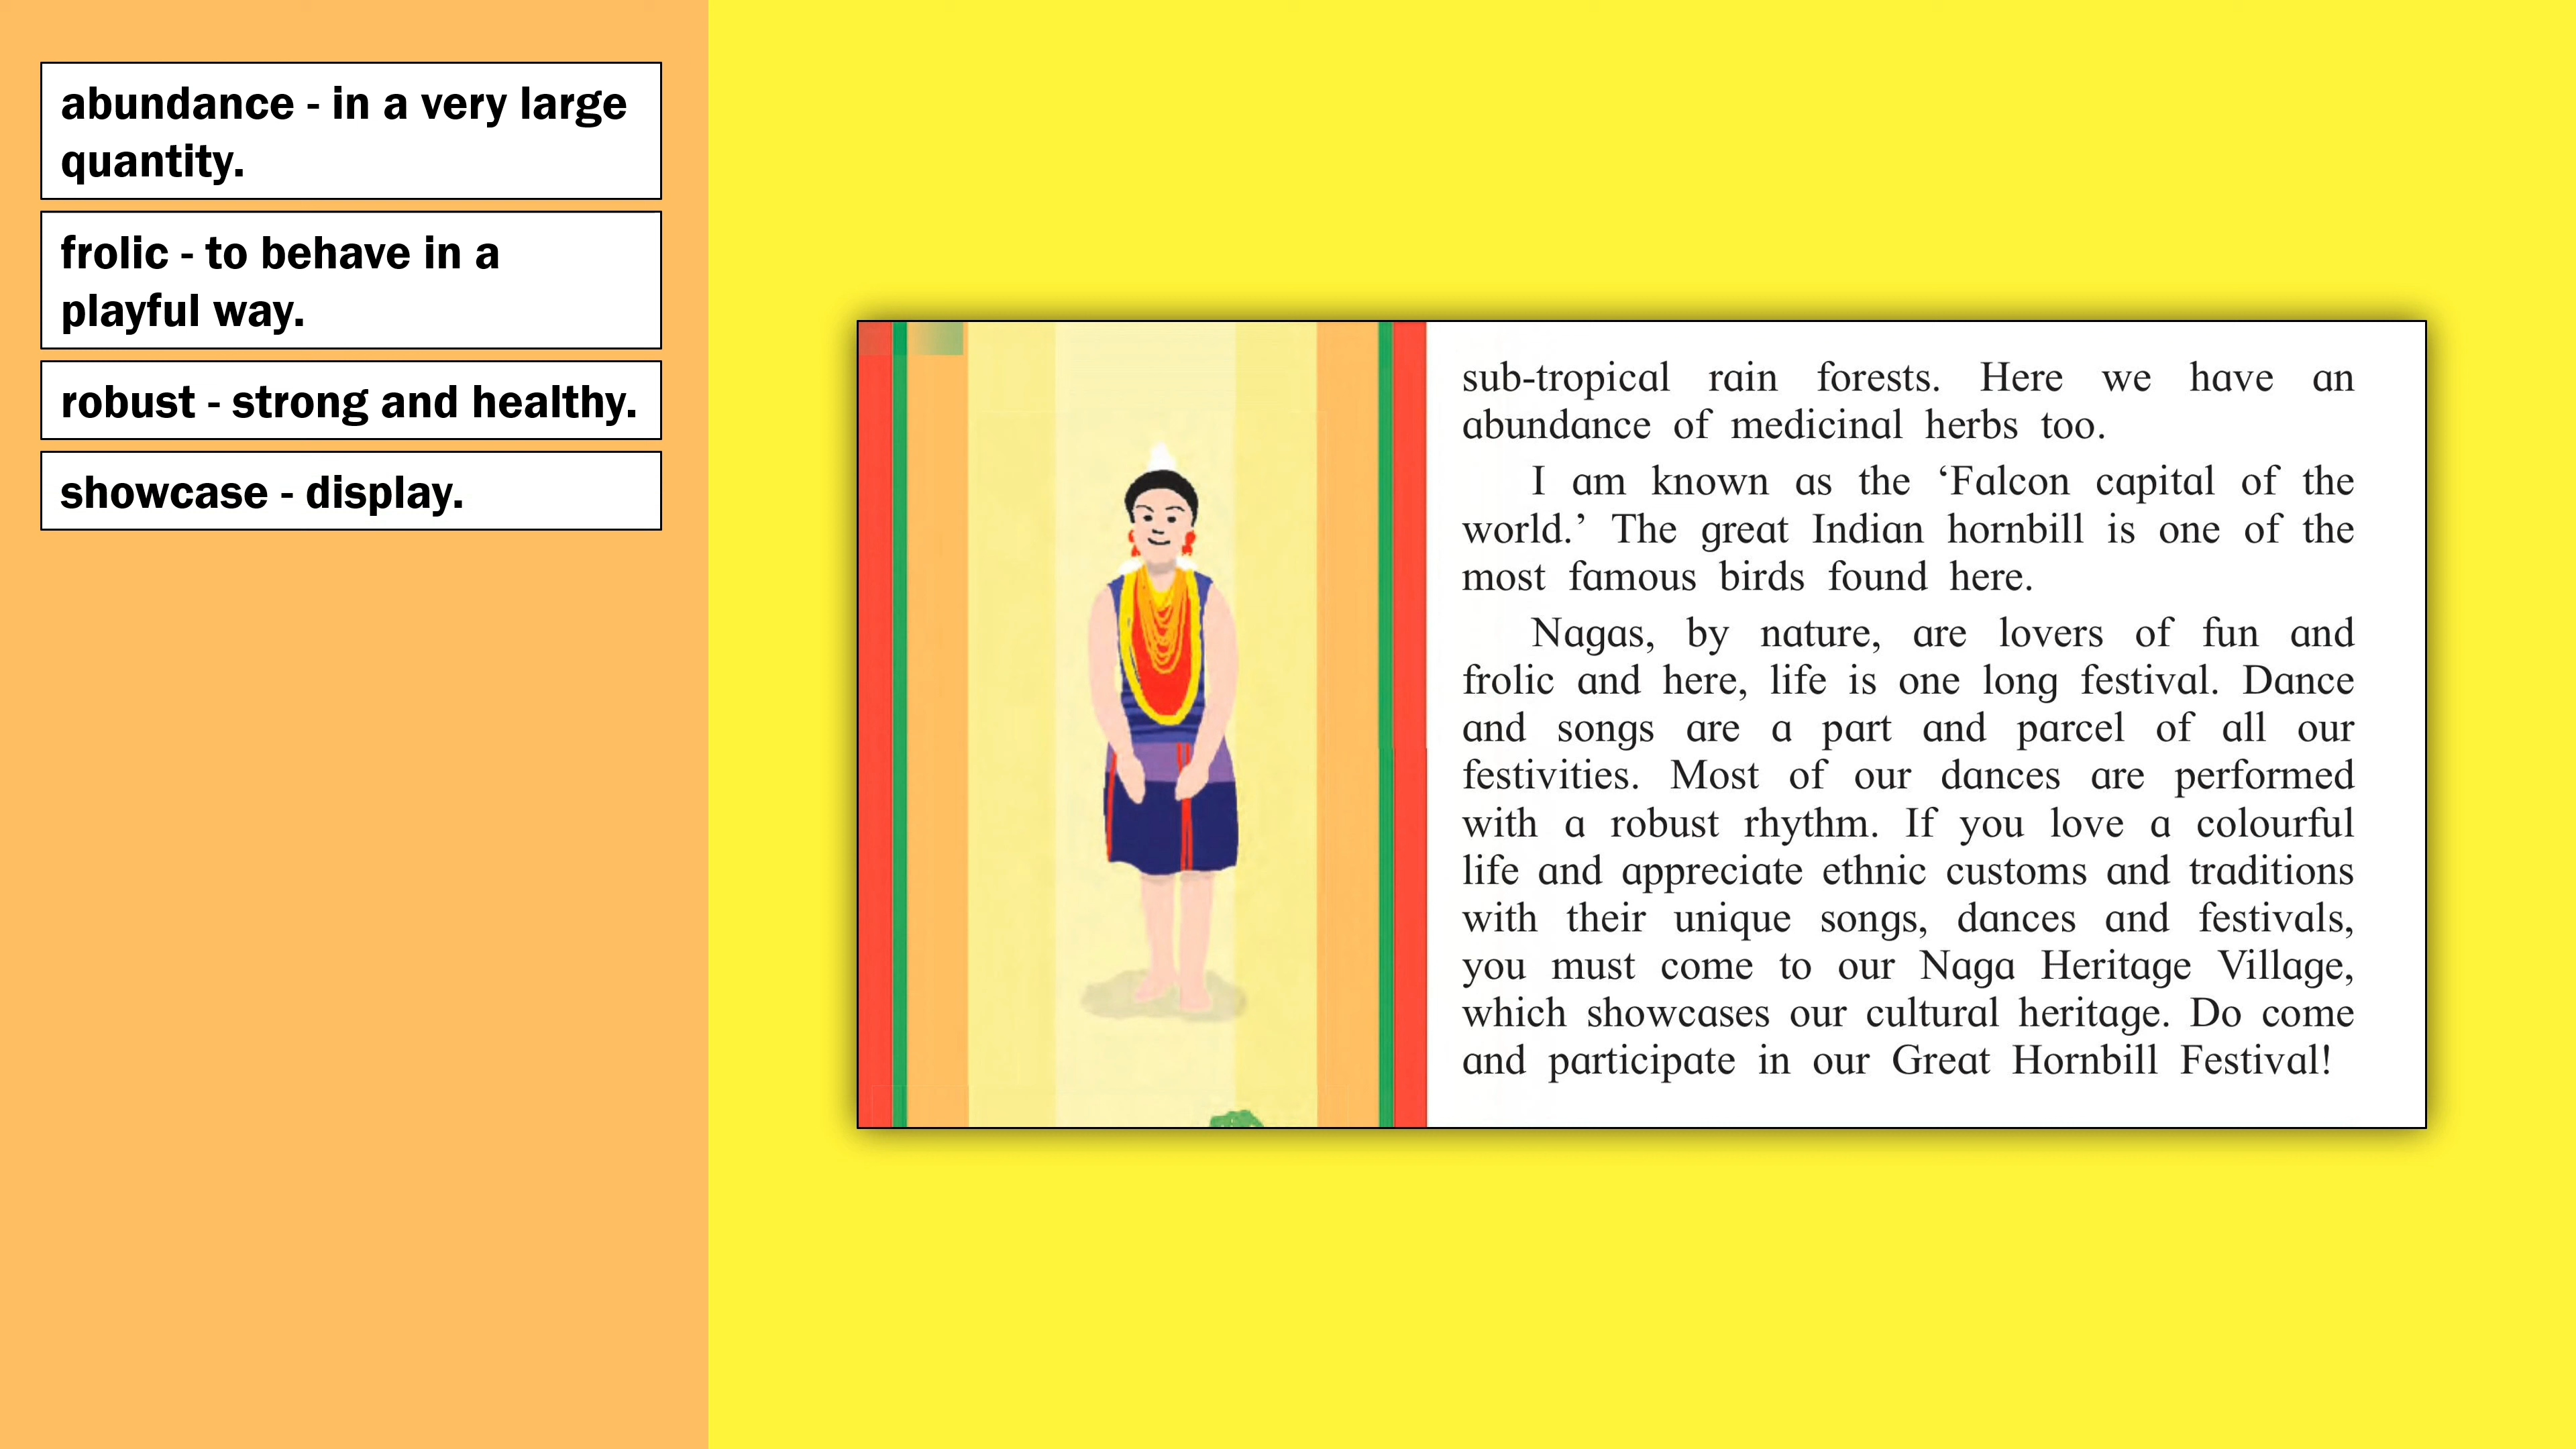 abundance - in a very large
quantity.
frolic - to behave in a
playful way.
robust - strong and healthy.
showcase - display.
sub-tropical rain forests. Here we have an
abundance of medicinal herbs too.
I am known as the ‘Falcon capital of the
world.’ The great Indian hornbill is one of the
most famous birds found here.
Nagas, by nature, are lovers of fun and
frolic and here, life is one long festival. Dance
and songs are a part and parcel of all our
festivities. Most of our dances are performed
with a robust rhythm. If you love a colourful
life and appreciate ethnic customs and traditions
with their unique songs, dances and festivals,
you must come to our Naga Heritage Village,
which showcases our cultural heritage. Do come
and participate in our Great Hornbill Festival!